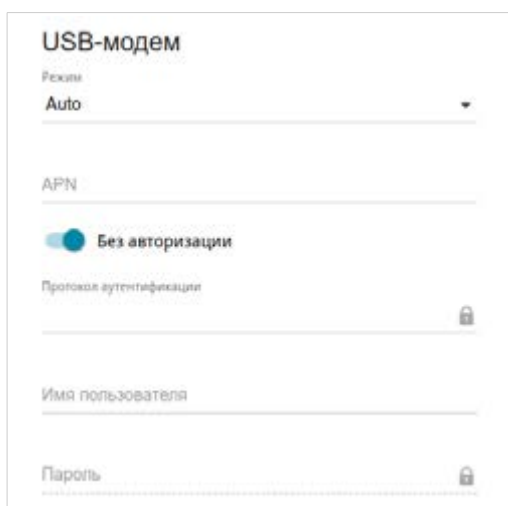 USB-модем
Режим
Auto
APN
Без авторизации
Протокол аутентификации
Имя пользователя
Пароль